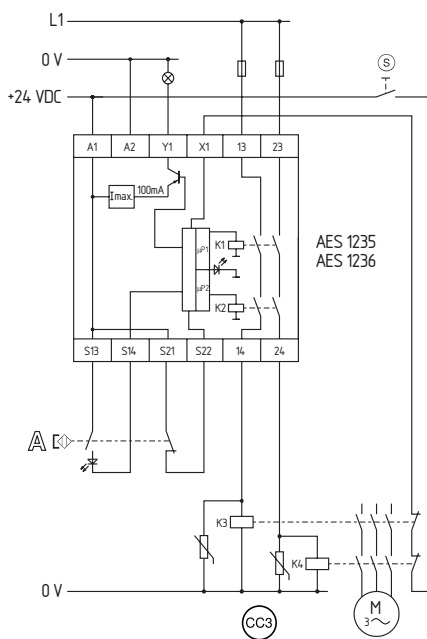 L1
0 V
S
+24 VDC
A1 A2 Y1 X1 13 23
Imax. 100mA
µP1 K1
AES 1235
AES 1236
µP2 K2
S13 S14 S21 S22 14 24
A
K3
K4
0 V
CC3
M
3~